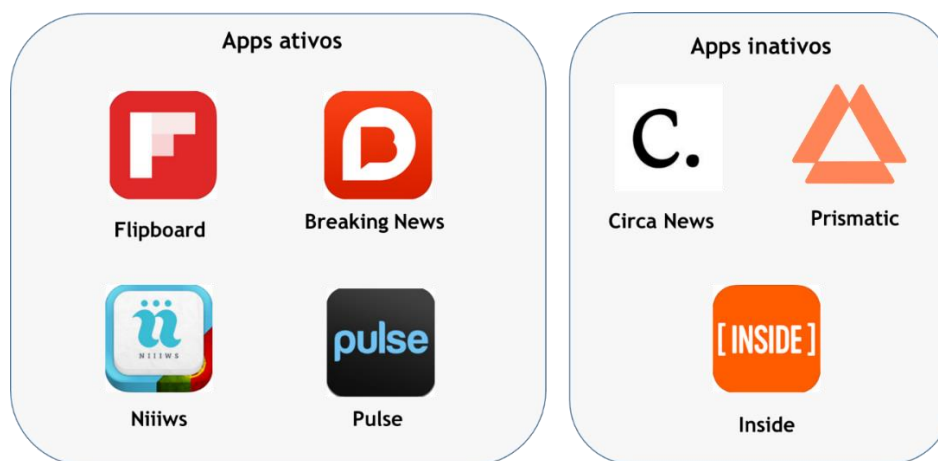 Apps ativos
F
Flipboard
B
Breaking News
NIIIWS
Niiiws
pulse
Pulse
Apps inativos
C.
Circa News
Prismatic
[INSIDE]
Inside